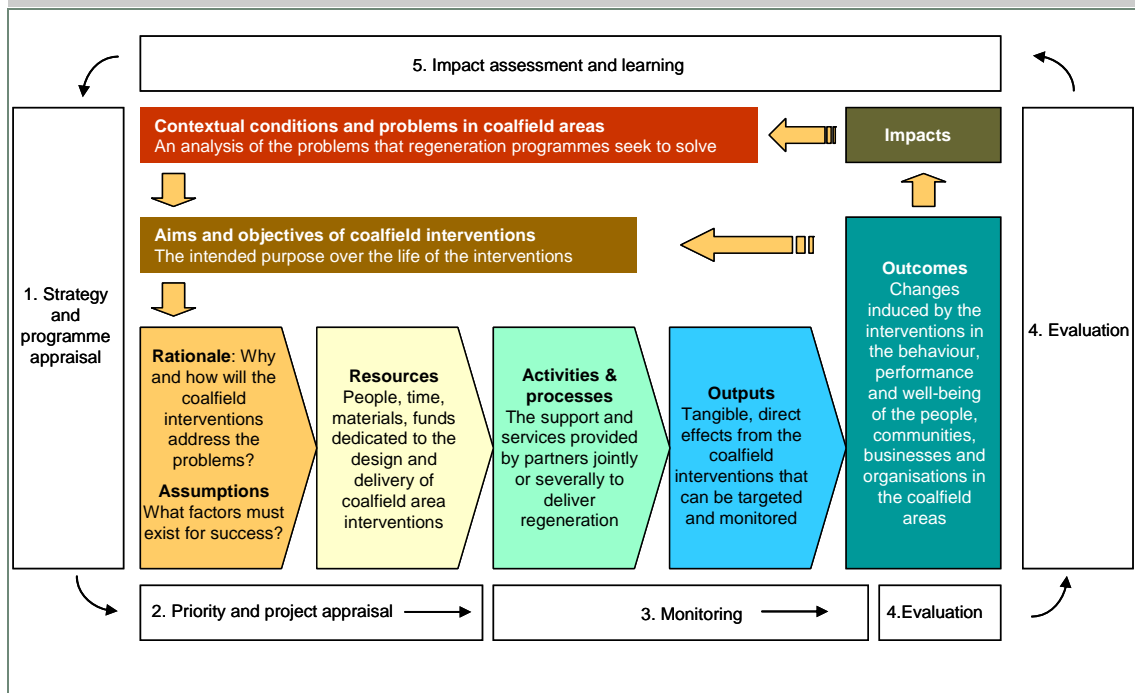 5. Impact assessment and learning
Contextual conditions and problems in coalfield areas
An analysis of the problems that regeneration programmes seek to solve
Impacts
Aims and objectives of coalfield interventions
The intended purpose over the life of the interventions
1. Strategy
and
programme
appraisal
Rationale: Why
and how will the
coalfield
interventions
address the
problems?
Assumptions
What factors must
exist for success?
Resources
People, time,
materials, funds
dedicated to the
design and
delivery of
coalfield area
interventions
Activities &
processes
The support and
services provided
by partners jointly
or severally to
deliver
regeneration
Outputs
Tangible, direct
effects from the
coalfield
interventions that
can be targeted
and monitored
Outcomes
Changes
induced by the
interventions in
the behaviour,
performance
and well-being
of the people,
communities,
businesses and
organisations in
the coalfield
areas
4. Evaluation
2. Priority and project appraisal
3. Monitoring
4.Evaluation